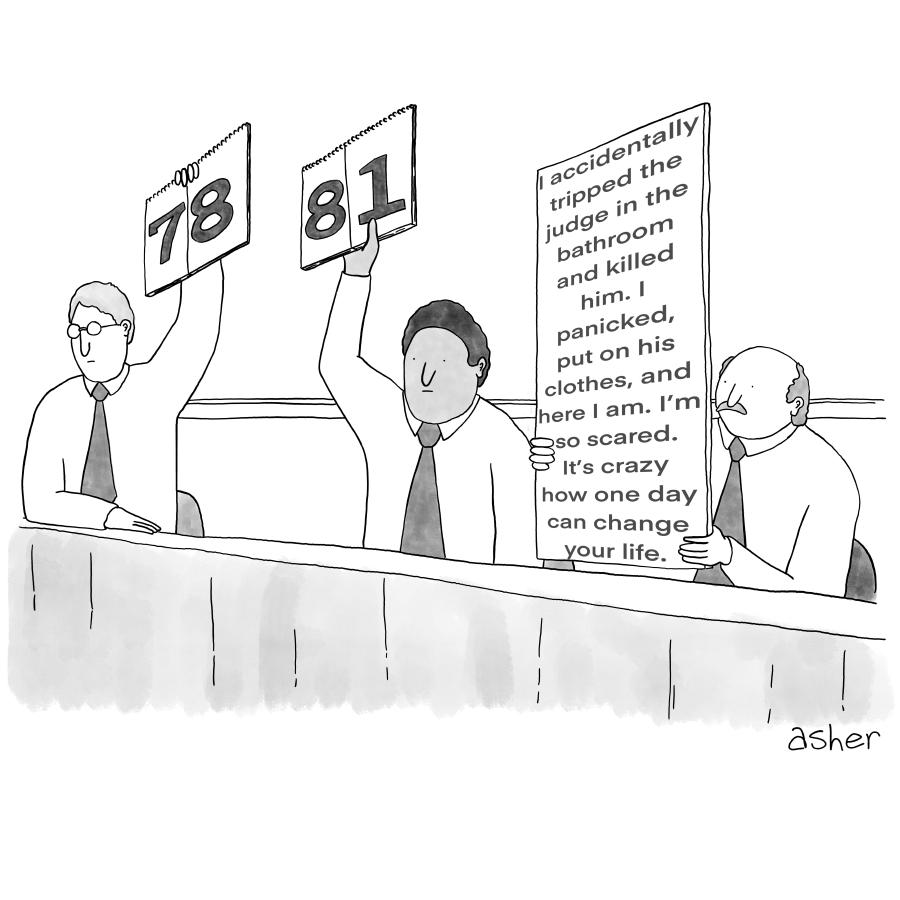 78
81
I accidentally
tripped the
judge in the
bathroom
and killed
him. I
panicked,
put on his
clothes, and
here I am. I'm
so scared.
It's crazy
how one day
can change
your life.
asher